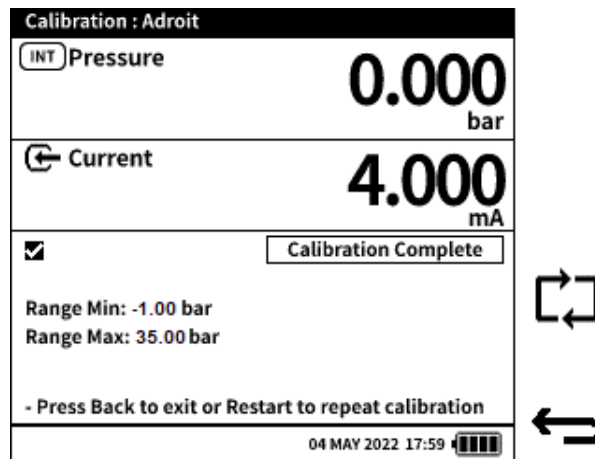 Calibration : Adroit
INT Pressure
0.000
bar
Current
4.000
mA
Calibration Complete
Range Min: -1.00 bar
Range Max: 35.00 bar
- Press Back to exit or Restart to repeat calibration
04 MAY 2022 17:59